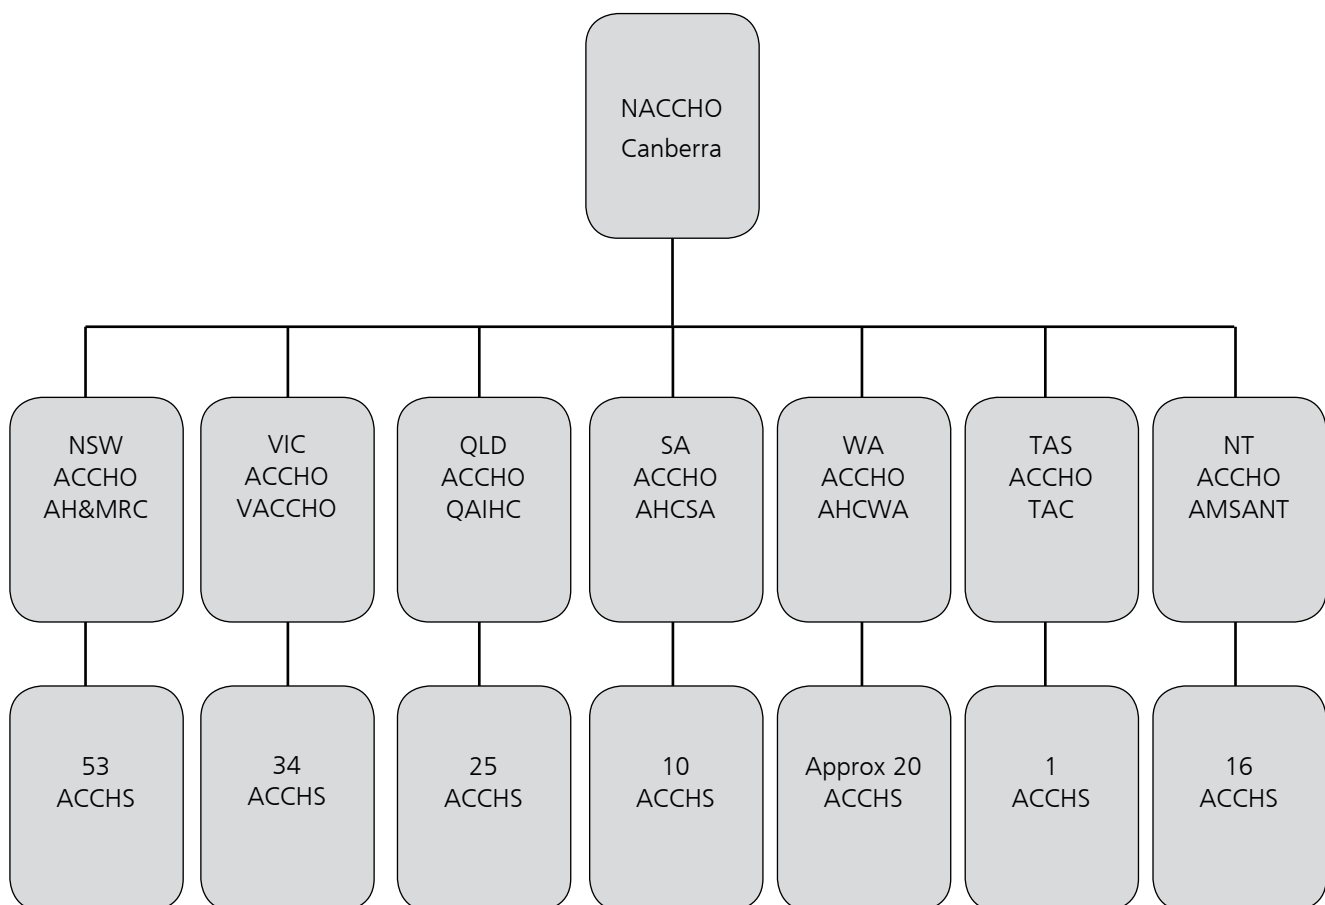 NACCHO
Canberra
NSW
ACCHO
AH&MRC
VIC
ACCHO
VACCHO
QLD
ACCHO
QAIHC
SA
ACCHO
AHCSA
WA
ACCHO
AHCWA
TAS
ACCHO
TAC
NT
ACCHO
AMSANT
53
ACCHS
34
ACCHS
25
ACCHS
10
ACCHS
Approx 20
ACCHS
1
ACCHS
16
ACCHS